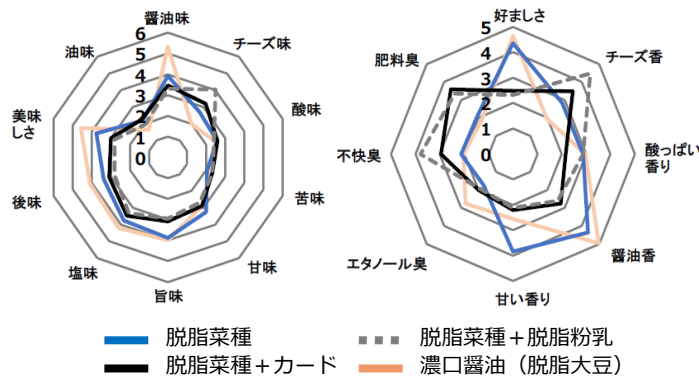 醤油味
チーズ味
酸味
苦味
甘味
旨味
塩味
後味
美味
しさ
油味
6
5
4
3
2
1
0
好ましさ
チーズ香
酸っぱい
香り
醤油香
甘い香り
エタノール臭
不快臭
肥料臭
5
4
3
2
1
0
脱脂菜種
脱脂菜種＋脱脂粉乳
脱脂菜種＋カード
濃口醤油（脱脂大豆）